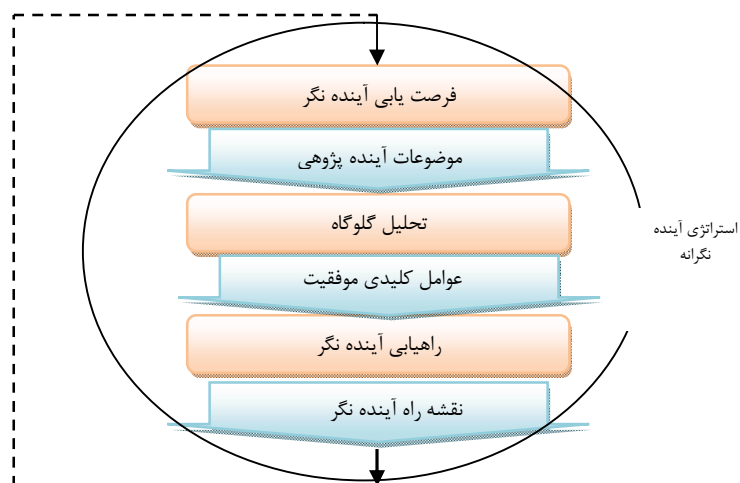 فرصت یابی آینده نگر
موضوعات آینده پژوهی
تحلیل گلوگاه
استراتژی آینده
نگرانه
عوامل کلیدی موفقیت
راهیابی آینده نگر
نقشه راه آینده نگر